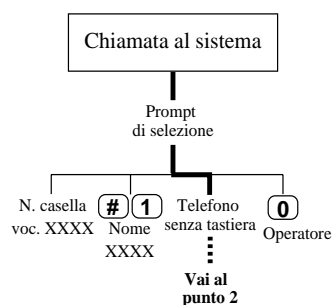 Chiamata al sistema
Prompt
di selezione
N. casella
voc. XXXX
# 1
Nome
XXXX
Telefono
senza tastiera
Vai al
punto 2
0
Operatore